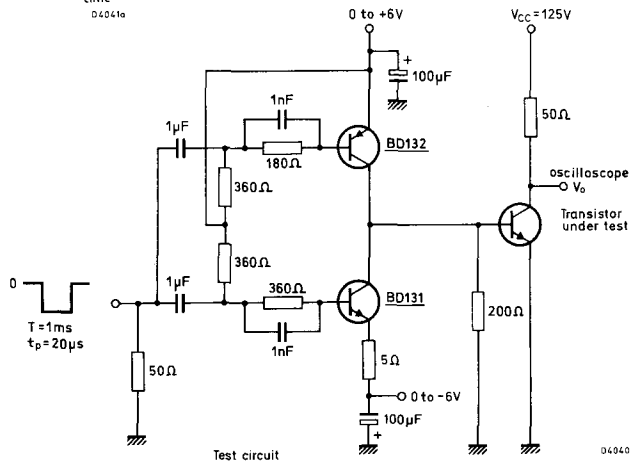 D4041a
0 to +6V
VCC=125V
+
100µF
1nF
1µF
BD132
180Ω
50Ω
360Ω
oscilloscope
Vo
Transistor
under test
360Ω
0
1µF
360Ω
BD131
200Ω
T=1ms
tp=20µs
1nF
50Ω
5Ω
0 to -6V
100µF
+
Test circuit
D4040